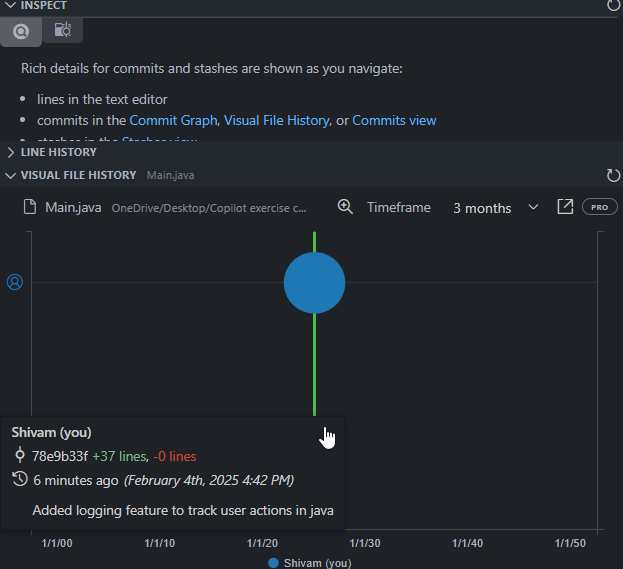 INSPECT
Rich details for commits and stashes are shown as you navigate:
lines in the text editor
commits in the Commit Graph, Visual File History, or Commits view
stashes in the Stashes view
LINE HISTORY
VISUAL FILE HISTORY Main.java
Main.java OneDrive/Desktop/Copilot exercise c... Timeframe 3 months PRO
Shivam (you)
78e9b33f +37 lines, -0 lines
6 minutes ago (February 4th, 2025 4:42 PM)
Added logging feature to track user actions in java
1/1/00 1/1/10 1/1/20 1/1/30 1/1/40 1/1/50
Shivam (you)